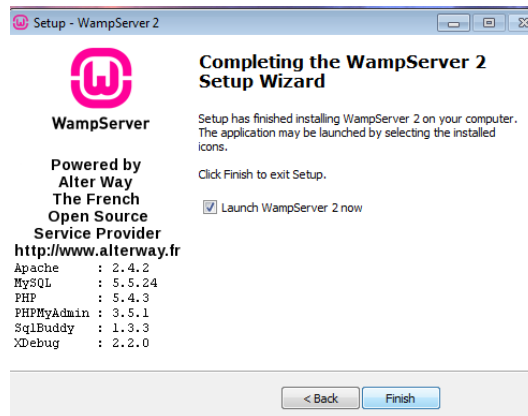 Setup - WampServer 2
WampServer
Powered by
Alter Way
The French
Open Source
Service Provider
http://www.alterway.fr
Apache : 2.4.2
MySQL : 5.5.24
PHP : 5.4.3
PHPMyAdmin : 3.5.1
SqlBuddy : 1.3.3
XDebug : 2.2.0
Completing the WampServer 2
Setup Wizard
Setup has finished installing WampServer 2 on your computer.
The application may be launched by selecting the installed
icons.
Click Finish to exit Setup.
Launch WampServer 2 now
< Back
Finish